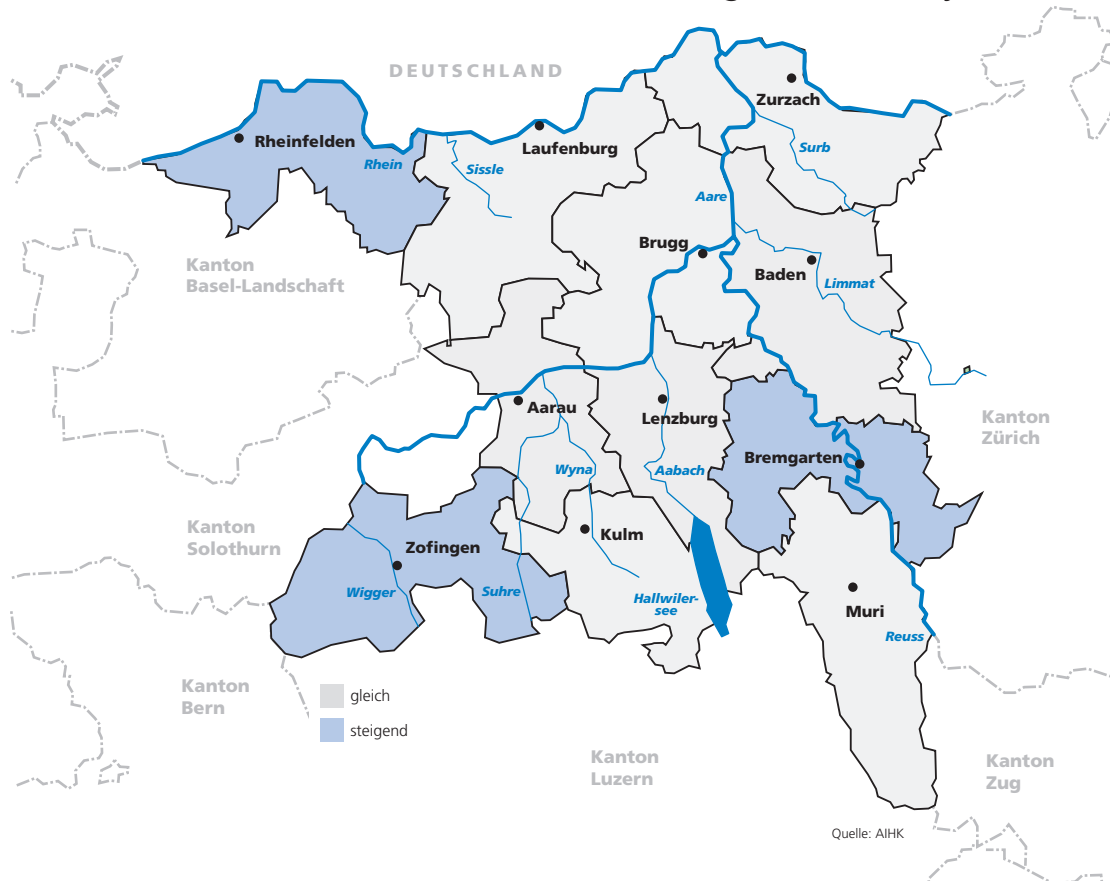 DEUTSCHLAND
Zurzach
Rheinfelden
Laufenburg
Rhein
Sissle
Surb
Aare
Brugg
Baden
Limmat
Kanton
Basel-Landschaft
Aarau
Lenzburg
Kanton
Zürich
Bremgarten
Wyna
Aabach
Kanton
Solothurn
Zofingen
Kulm
Wigger
Suhre
Hallwiler-
see
Muri
Reuss
Kanton
Bern
gleich
steigend
Kanton
Luzern
Kanton
Zug
Quelle: AIHK